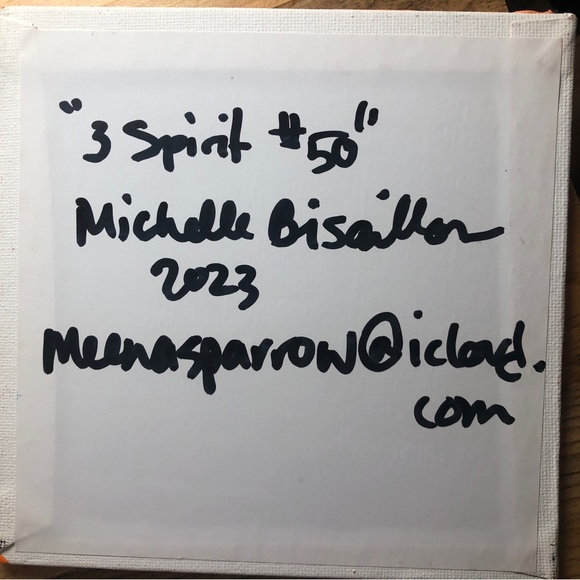 "3 Spirit #50"
Michelle Bisaillon
2023
meenasparrow@icloud.
com